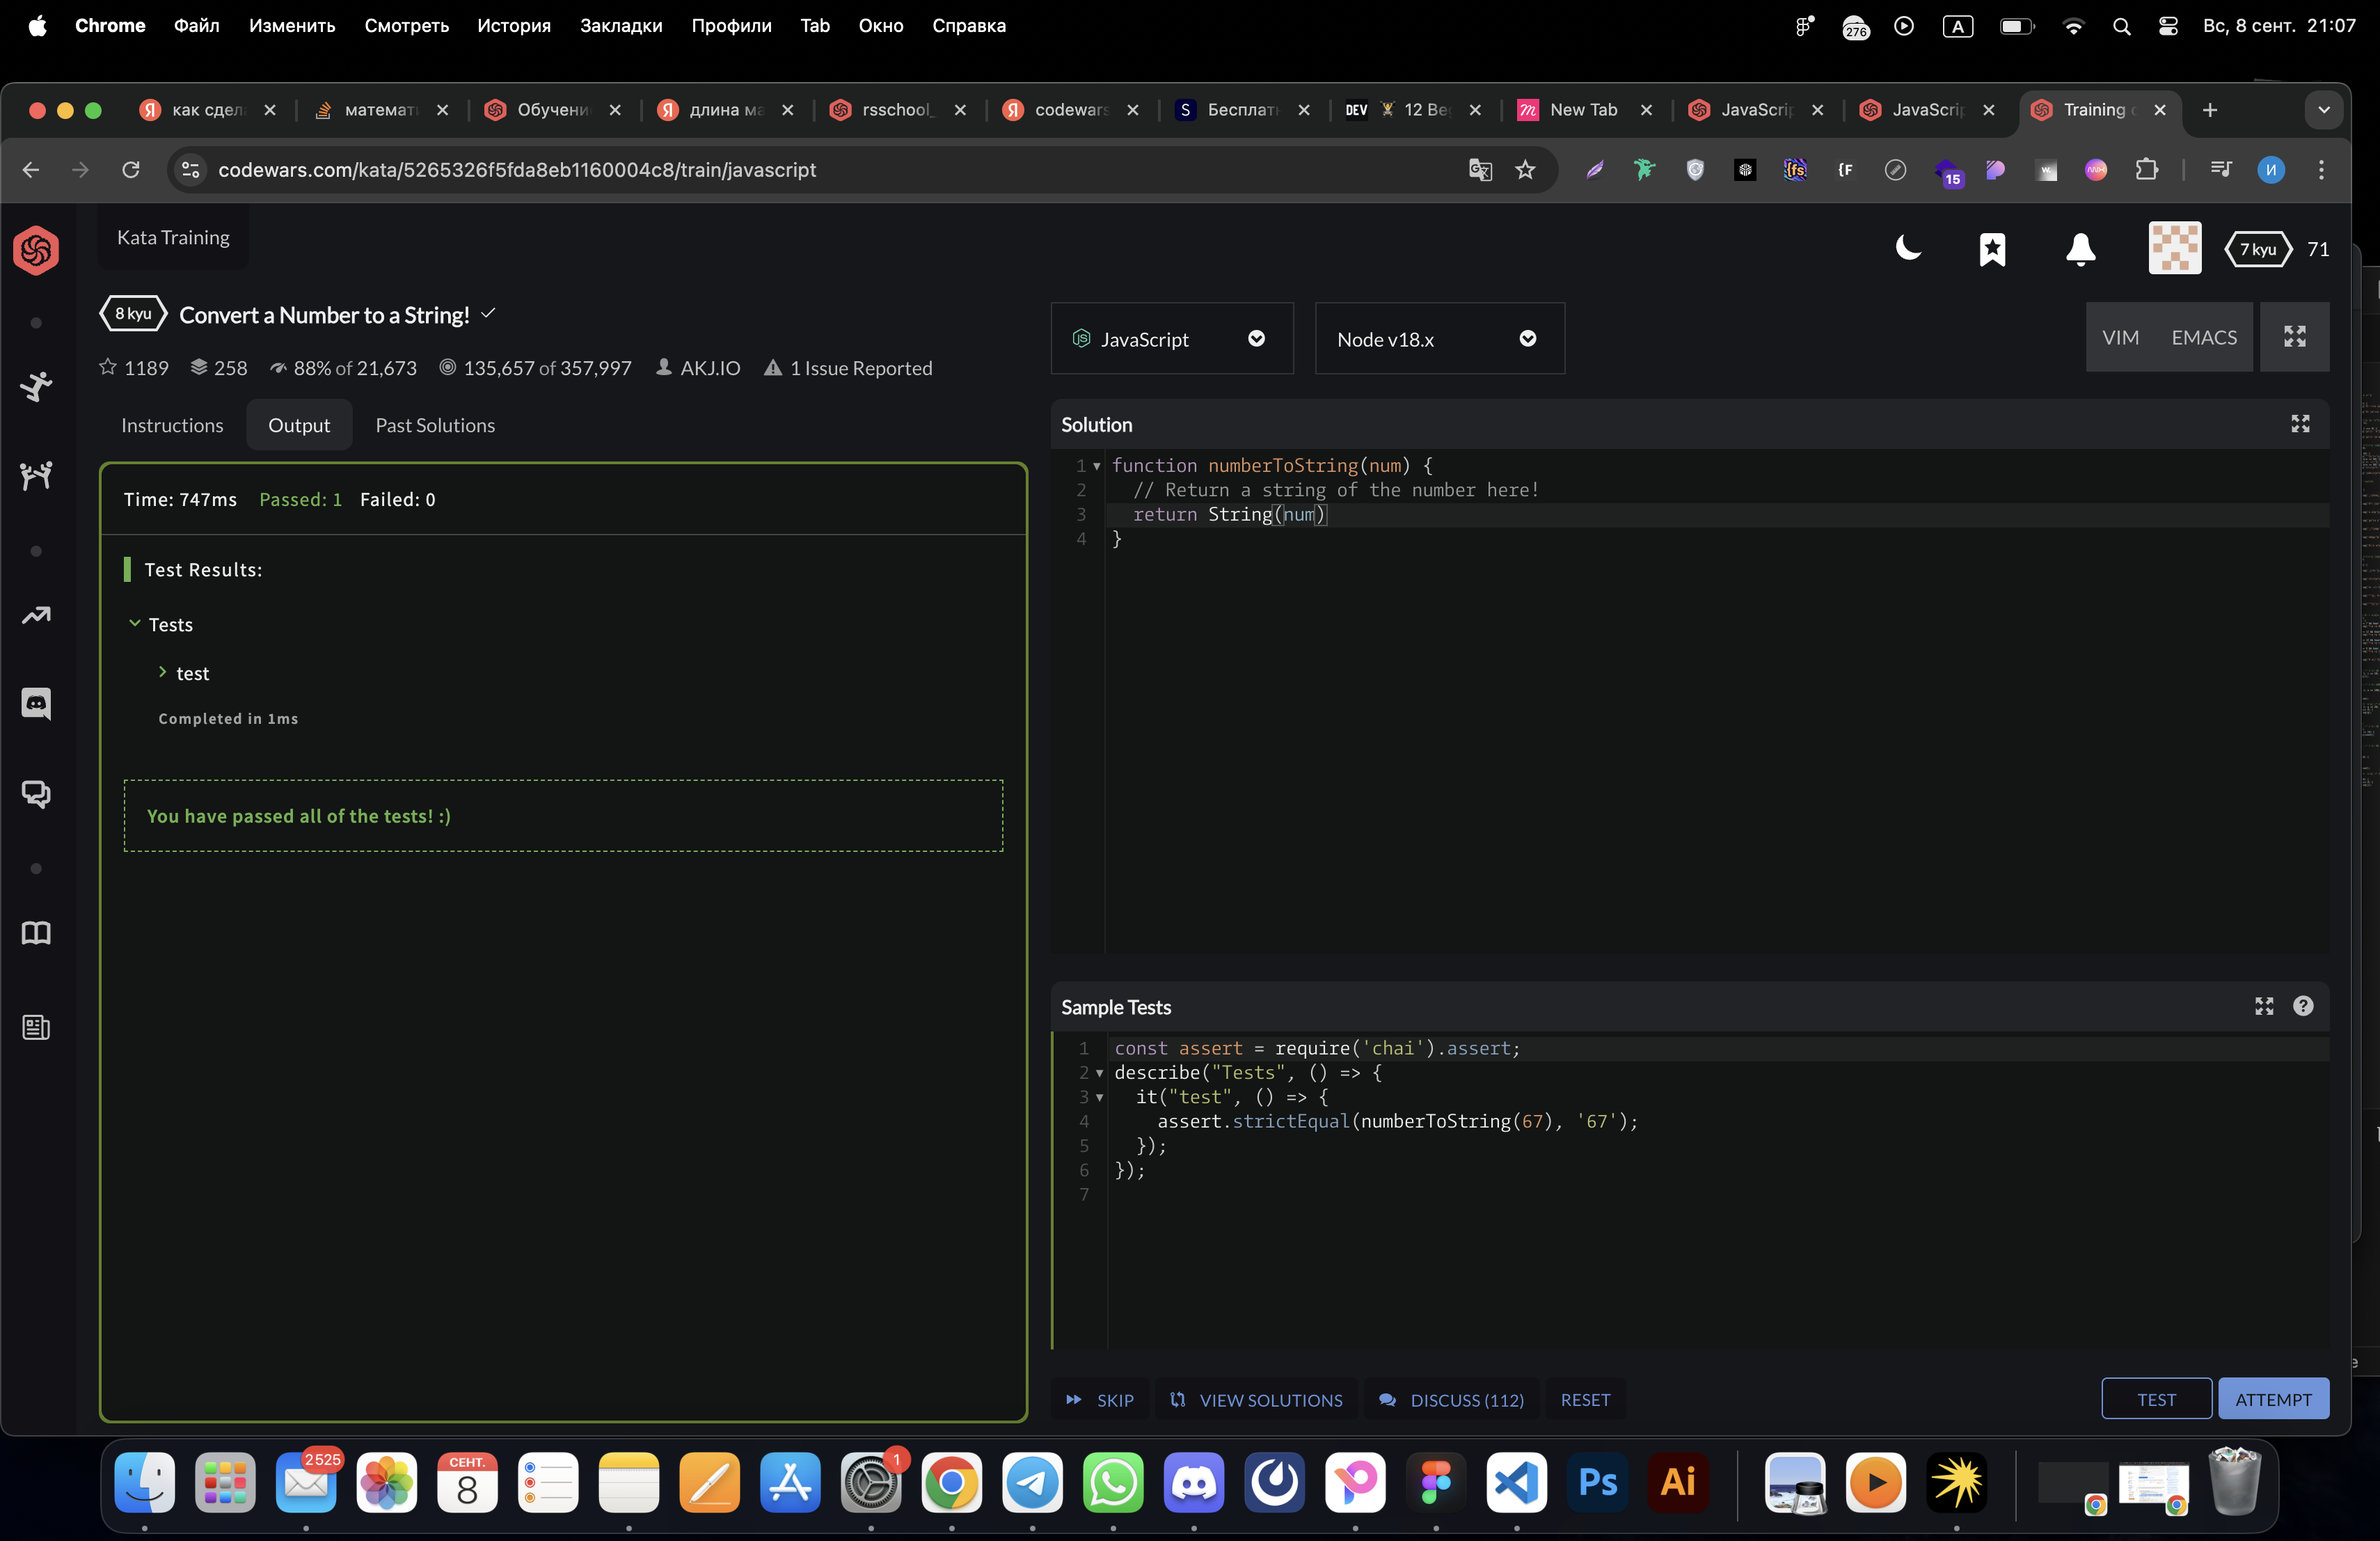 Chrome Файл Изменить Смотреть История Закладки Профили Tab Окно Справка 276 A Вс, 8 сент. 21:07
как сдел математ Обучени длина ма rsschool_ codewars Бесплатн DEV 12 Be New Tab JavaScrip JavaScrip Training
codewars.com/kata/5265326f5fda8eb1160004c8/train/javascript 15 И
Kata Training
7 kyu 71
8 kyu Convert a Number to a String!
1189 258 88% of 21,673 135,657 of 357,997 AKJ.IO 1 Issue Reported
JavaScript Node v18.x VIM EMACS
Instructions Output Past Solutions
Time: 747ms Passed: 1 Failed: 0
Test Results:
Tests
test
Completed in 1ms
You have passed all of the tests! :)
Solution
1 function numberToString(num) {
2 // Return a string of the number here!
3 return String(num)
4 }
Sample Tests
1 const assert = require('chai').assert;
2 describe("Tests", () => {
3 it("test", () => {
4 assert.strictEqual(numberToString(67), '67');
5 });
6 });
7
SKIP VIEW SOLUTIONS DISCUSS (112) RESET TEST ATTEMPT
2525 СЕНТ. 8 1 Ps Ai